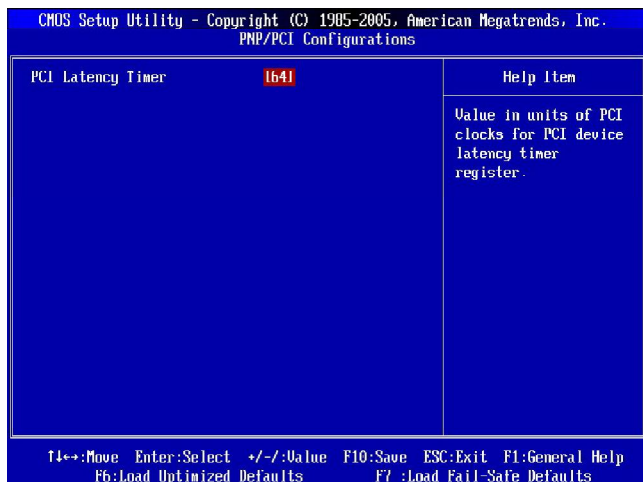 CMOS Setup Utility - Copyright (C) 1985-2005, American Megatrends, Inc.
PNP/PCI Configurations
PCI Latency Timer [64]
Help Item
Value in units of PCI
clocks for PCI device
latency timer
register.
↑↓←→:Move Enter:Select +/-/:Value F10:Save ESC:Exit F1:General Help
F6:Load Optimized Defaults F7 :Load Fail-Safe Defaults